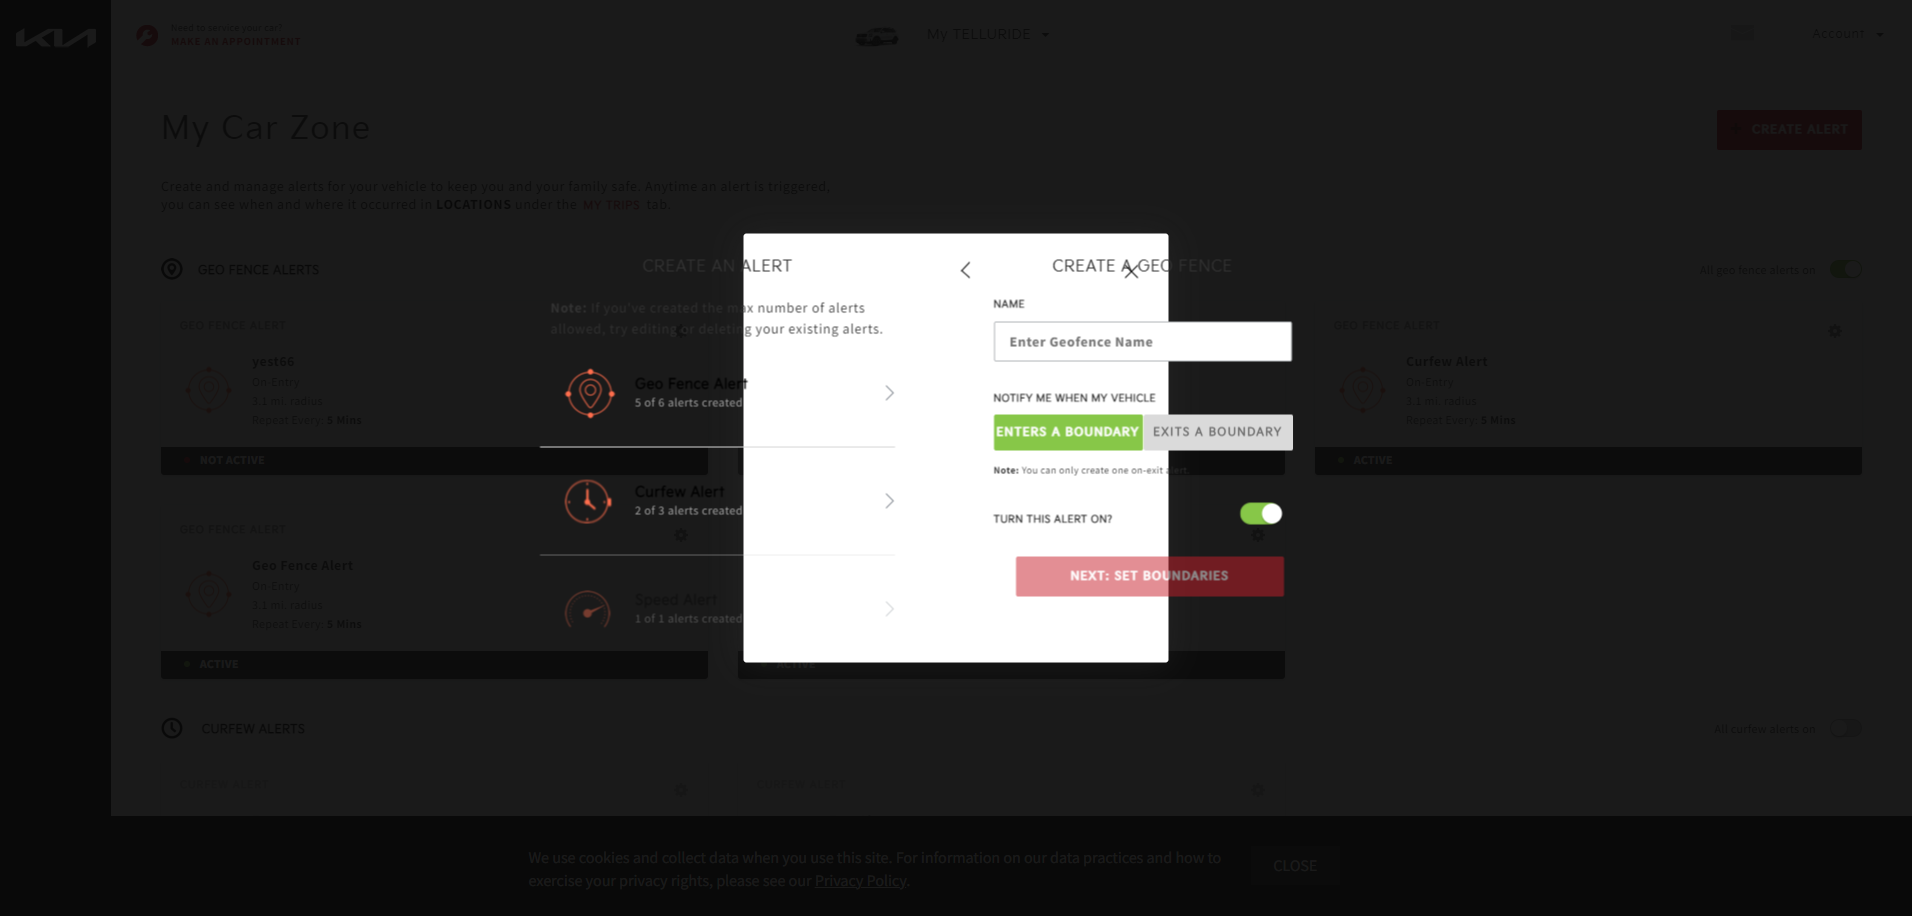 KIA
Need to service your car?
MAKE AN APPOINTMENT
My TELLURIDE
Account
My Car Zone
CREATE ALERT
Create and manage alerts for your vehicle to keep you and your family safe. Anytime an alert is triggered,
you can see when and where it occurred in LOCATIONS under the MY TRIPS tab.
GEO FENCE ALERTS
All geo fence alerts on
GEO FENCE ALERT
yest66
On-Entry
3.1 mi. radius
Repeat Every: 5 Mins
NOT ACTIVE
GEO FENCE ALERT
Curfew Alert
On-Entry
3.1 mi. radius
Repeat Every: 5 Mins
ACTIVE
GEO FENCE ALERT
Geo Fence Alert
On-Entry
3.1 mi. radius
Repeat Every: 5 Mins
ACTIVE
ACTIVE
CREATE AN ALERT
Note: If you've created the max number of alerts
allowed, try editing or deleting your existing alerts.
Geo Fence Alert
5 of 6 alerts created
Curfew Alert
2 of 3 alerts created
Speed Alert
1 of 1 alerts created
CREATE A GEO FENCE
NAME
Enter Geofence Name
NOTIFY ME WHEN MY VEHICLE
ENTERS A BOUNDARY
EXITS A BOUNDARY
Note: You can only create one on-exit alert.
TURN THIS ALERT ON?
NEXT: SET BOUNDARIES
CURFEW ALERTS
All curfew alerts on
CURFEW ALERT
CURFEW ALERT
We use cookies and collect data when you use this site. For information on our data practices and how to
exercise your privacy rights, please see our Privacy Policy.
CLOSE